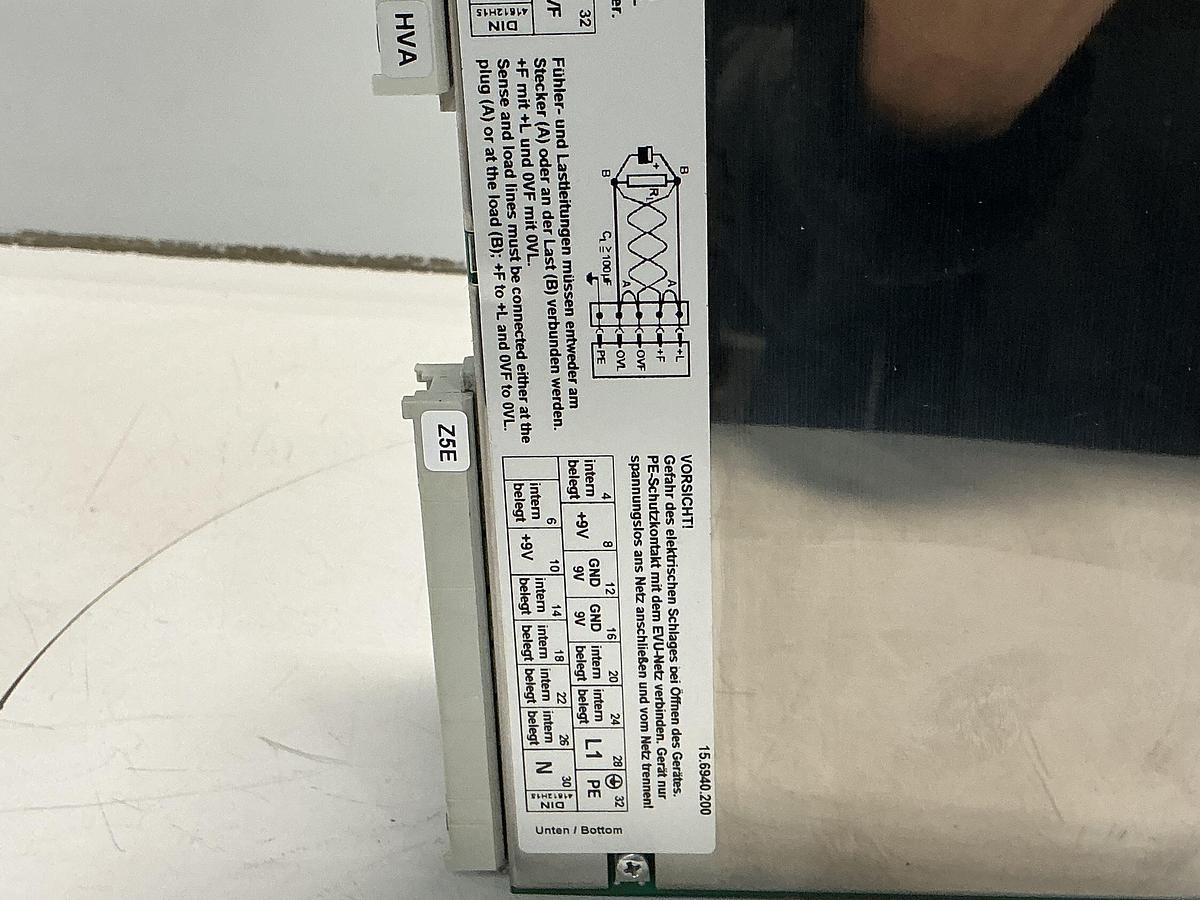 HVA
er.
32
/F
DIN
41612H15
B
B
+
RL
CL ≥ 100µF
A
A
+L
+F
OVF
OVL
PE
Fühler- und Lastleitungen müssen entweder am
Stecker (A) oder an der Last (B) verbunden werden.
+F mit +L und 0VF mit 0VL.
Sense and load lines must be connected either at the
plug (A) or at the load (B); +F to +L and 0VF to 0VL.
Z5E
15.6940.200
VORSICHT!
Gefahr des elektrischen Schlages bei Öffnen des Gerätes.
PE-Schutzkontakt mit dem EVU-Netz verbinden. Gerät nur
spannungslos ans Netz anschließen und vom Netz trennen!
4 8 12 16 20 24 28 32
intern +9V GND GND intern intern L1 PE
belegt 9V 9V belegt belegt
6 10 14 18 22 26 30
intern +9V intern intern intern intern N
belegt belegt belegt belegt belegt
DIN
41612H15
Unten / Bottom